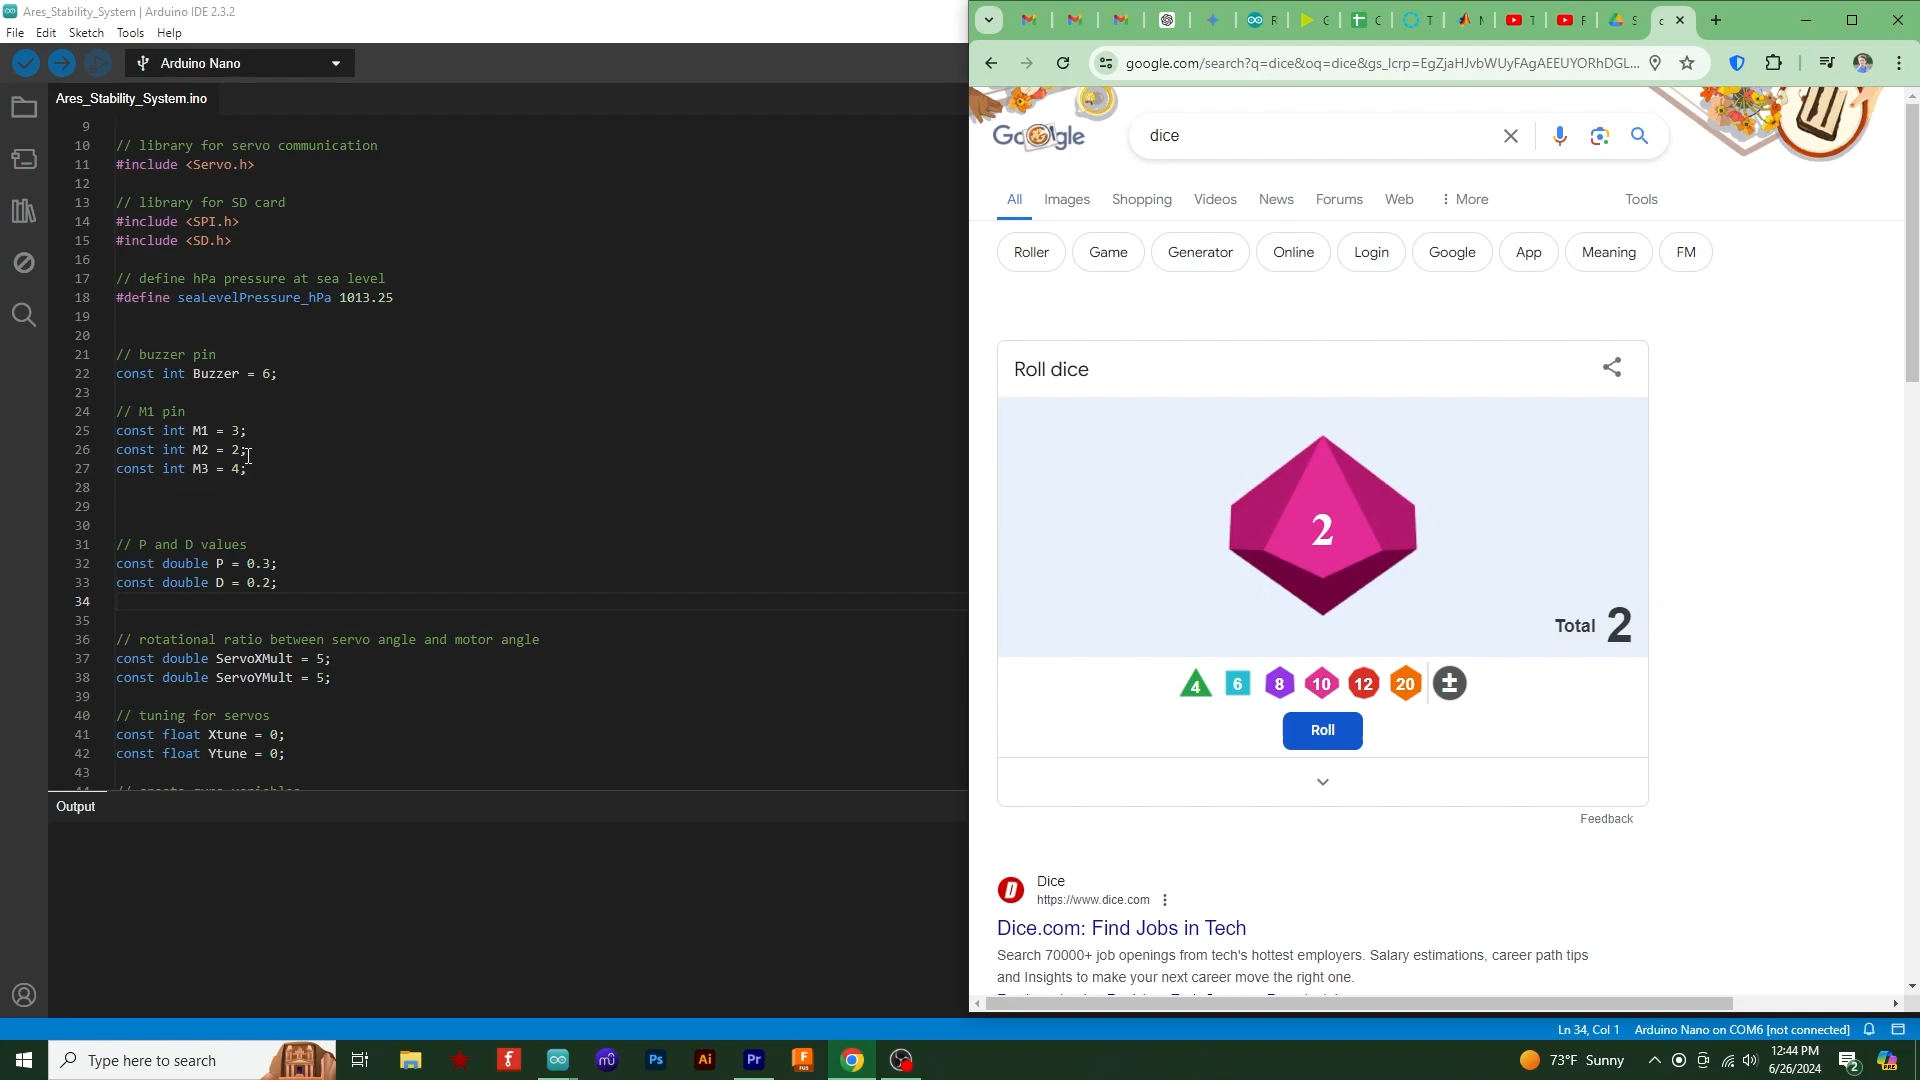 Ares_Stability_System | Arduino IDE 2.3.2
File Edit Sketch Tools Help
Arduino Nano
Ares_Stability_System.ino
9
10 // library for servo communication
11 #include <Servo.h>
12
13 // library for SD card
14 #include <SPI.h>
15 #include <SD.h>
16
17 // define hPa pressure at sea level
18 #define seaLevelPressure_hPa 1013.25
19
20
21 // buzzer pin
22 const int Buzzer = 6;
23
24 // M1 pin
25 const int M1 = 3;
26 const int M2 = 2;
27 const int M3 = 4;
28
29
30
31 // P and D values
32 const double P = 0.3;
33 const double D = 0.2;
34
35
36 // rotational ratio between servo angle and motor angle
37 const double ServoXMult = 5;
38 const double ServoYMult = 5;
39
40 // tuning for servos
41 const float Xtune = 0;
42 const float Ytune = 0;
43
Output
google.com/search?q=dice&oq=dice&gs_lcrp=EgZjaHJvbWUyFAgAEEUYORhDGL...
Google
dice
All Images Shopping Videos News Forums Web More Tools
Roller Game Generator Online Login Google App Meaning FM
Roll dice
2
Total 2
4 6 8 10 12 20 ±
Roll
Feedback
Dice
https://www.dice.com
Dice.com: Find Jobs in Tech
Search 70000+ job openings from tech's hottest employers. Salary estimations, career path tips
and Insights to make your next career move the right one.
Ln 34, Col 1 Arduino Nano on COM6 [not connected]
Type here to search
Ps Ai Pr
73°F Sunny
12:44 PM
6/26/2024
2